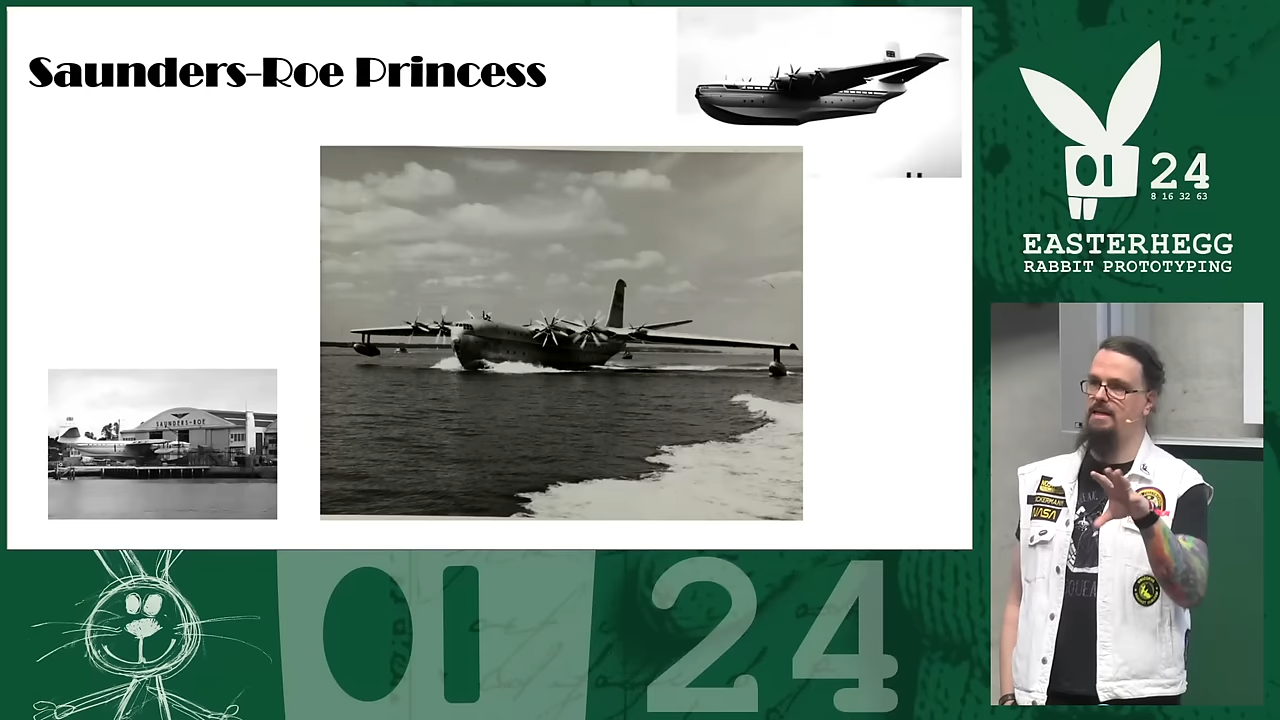 Saunders-Roe Princess
SAUNDERS-ROE
24
8 16 32 63
EASTERHEGG
RABBIT PROTOTYPING
NASA
24